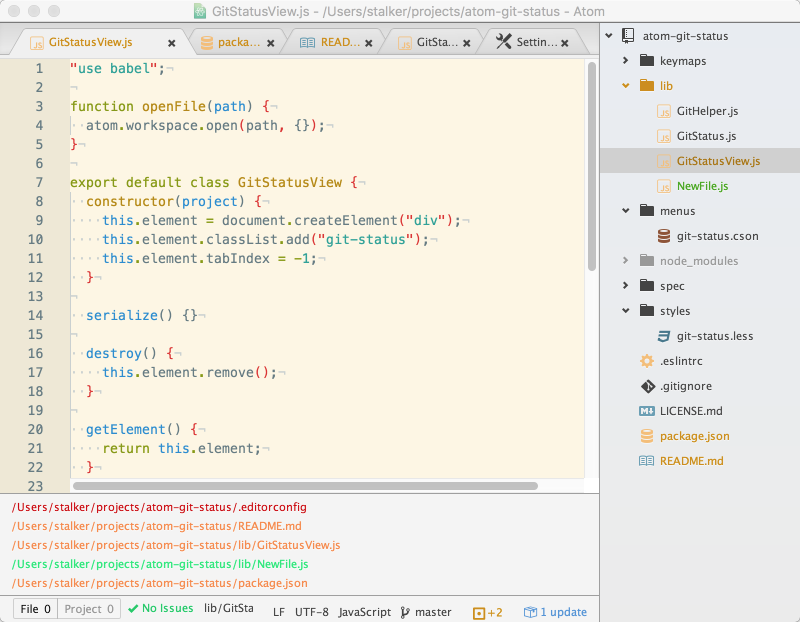 GitStatusView.js - /Users/stalker/projects/atom-git-status - Atom
GitStatusView.js packa... READ... GitSta... Settin...
1 "use babel";¬
2 ¬
3 function openFile(path) {¬
4 ··atom.workspace.open(path, {});¬
5 }¬
6 ¬
7 export default class GitStatusView {¬
8 ··constructor(project) {¬
9 ····this.element = document.createElement("div");¬
10 ····this.element.classList.add("git-status");¬
11 ····this.element.tabIndex = -1;¬
12 ··}¬
13 ¬
14 ··serialize() {}¬
15 ¬
16 ··destroy() {¬
17 ····this.element.remove();¬
18 ··}¬
19 ¬
20 ··getElement() {¬
21 ····return this.element;¬
22 ··}¬
23
/Users/stalker/projects/atom-git-status/.editorconfig
/Users/stalker/projects/atom-git-status/README.md
/Users/stalker/projects/atom-git-status/lib/GitStatusView.js
/Users/stalker/projects/atom-git-status/lib/NewFile.js
/Users/stalker/projects/atom-git-status/package.json
File 0 Project 0 No Issues lib/GitSta LF UTF-8 JavaScript master +2 1 update
atom-git-status
keymaps
lib
GitHelper.js
GitStatus.js
GitStatusView.js
NewFile.js
menus
git-status.cson
node_modules
spec
styles
git-status.less
.eslintrc
.gitignore
LICENSE.md
package.json
README.md